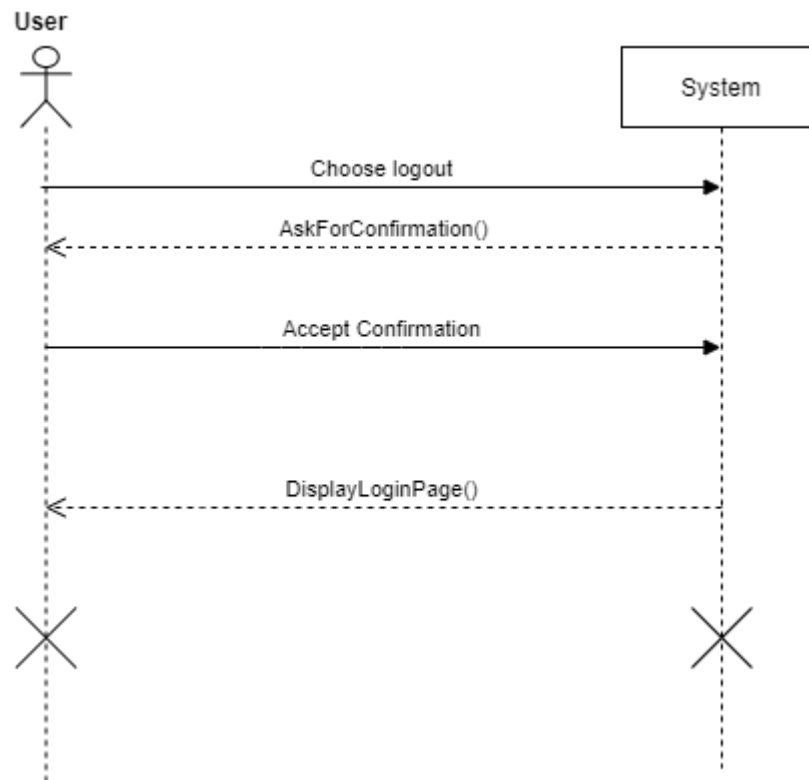 User
System
Choose logout
AskForConfirmation()
Accept Confirmation
DisplayLoginPage()